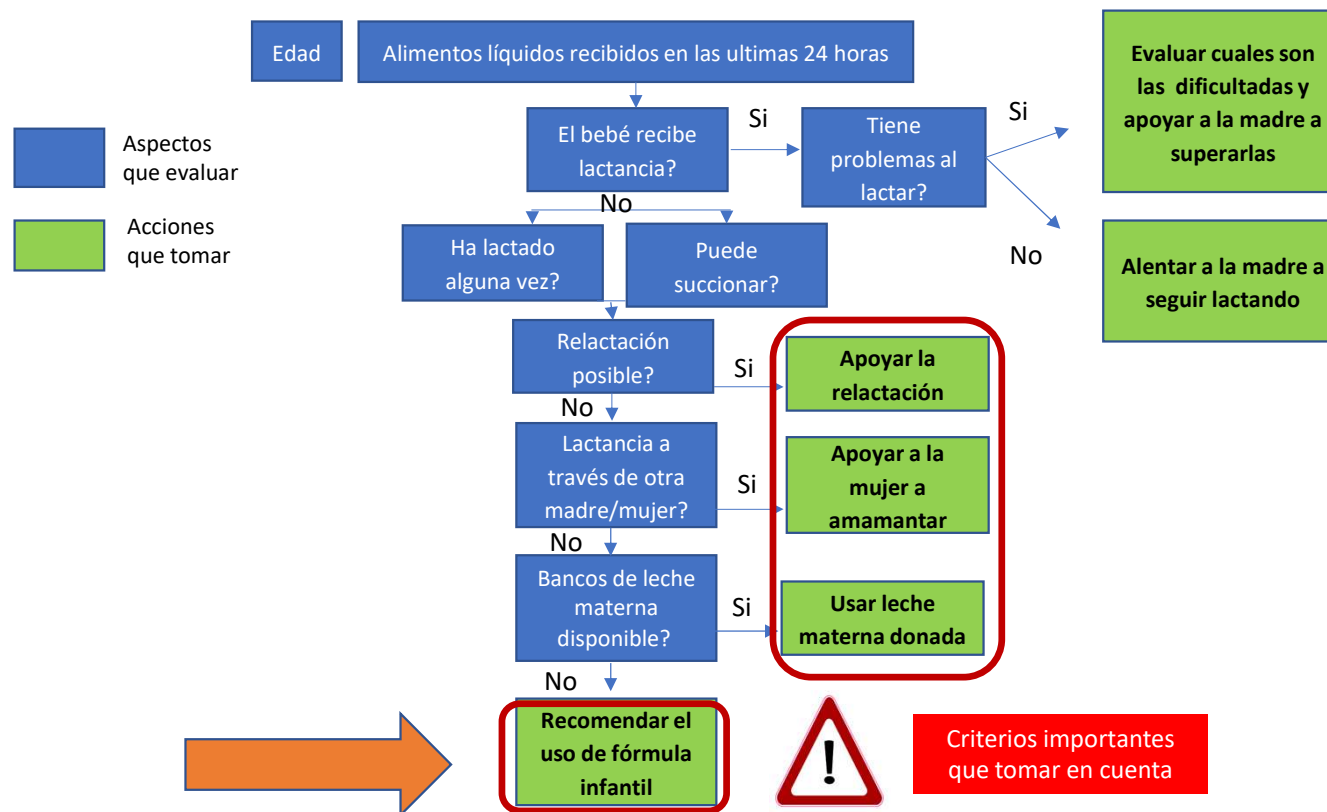 Edad
Alimentos líquidos recibidos en las ultimas 24 horas
Evaluar cuales son
las dificultades y
apoyar a la madre a
superarlas
Aspectos
que evaluar
El bebé recibe
lactancia?
Si
Tiene
problemas al
lactar?
Si
No
Acciones
que tomar
No
Ha lactado
alguna vez?
Puede
succionar?
Alentar a la madre a
seguir lactando
Relactación
posible?
Si
Apoyar la
relactación
No
Lactancia a
través de otra
madre/mujer?
Si
Apoyar a la
mujer a
amamantar
No
Bancos de leche
materna
disponible?
Si
Usar leche
materna donada
No
Recomendar el
uso de fórmula
infantil
!
Criterios importantes
que tomar en cuenta